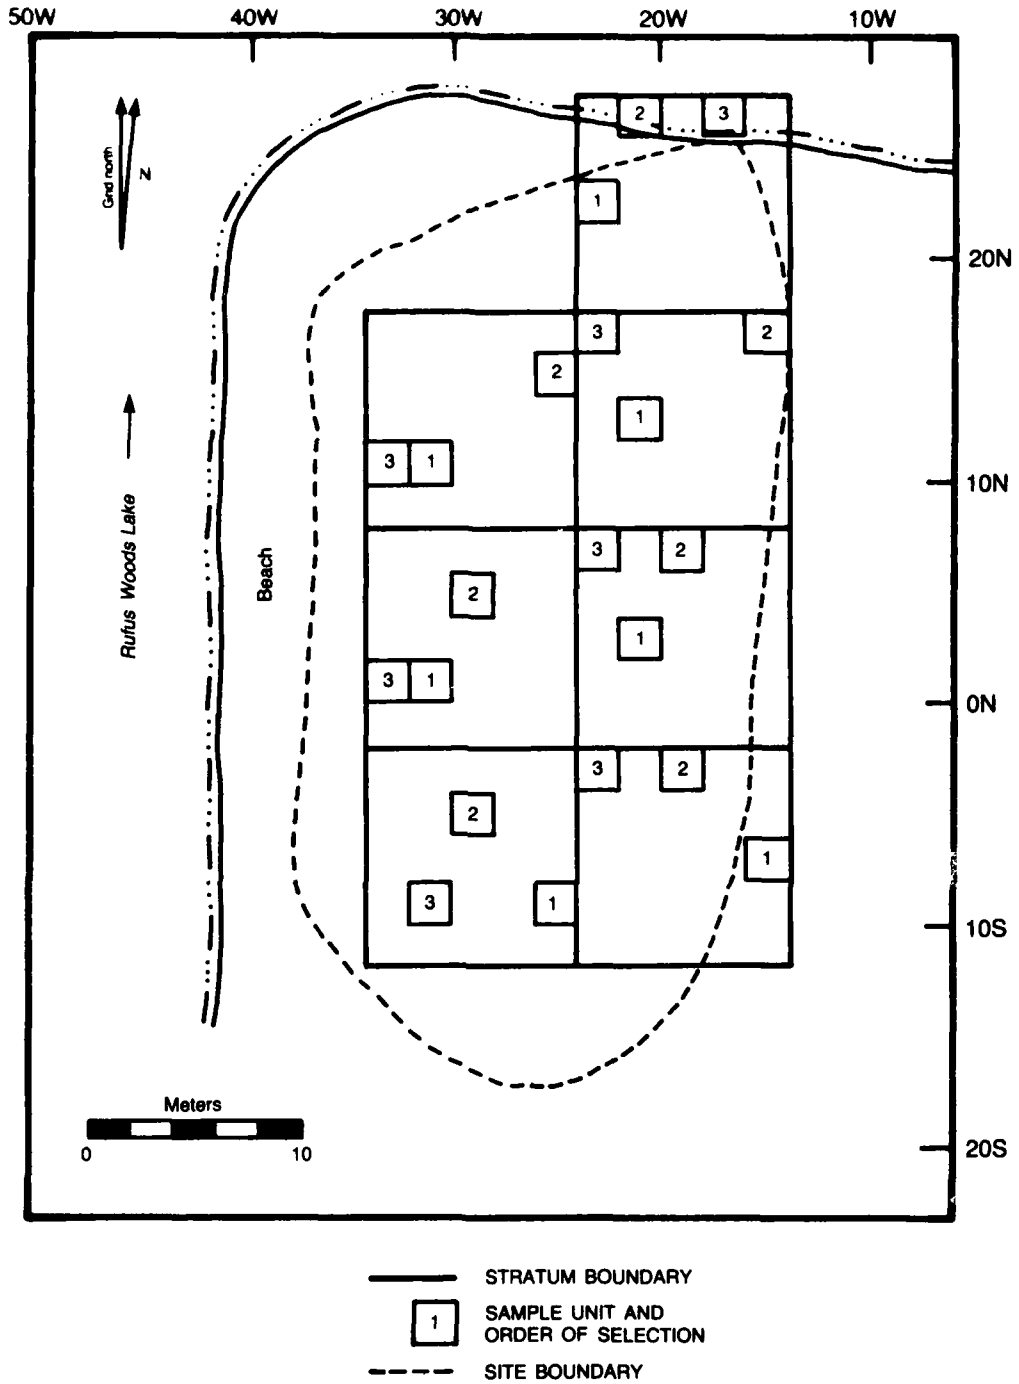 50W 40W 30W 20W 10W
Grid north
N
2 3
1
20N
3 2
2
1
3 1
10N
Rufus Woods Lake
Beach
3 2
2
1
3 1
0N
3 2
2
1
3 1
10S
Meters
0 10
20S
STRATUM BOUNDARY
1 SAMPLE UNIT AND
ORDER OF SELECTION
SITE BOUNDARY